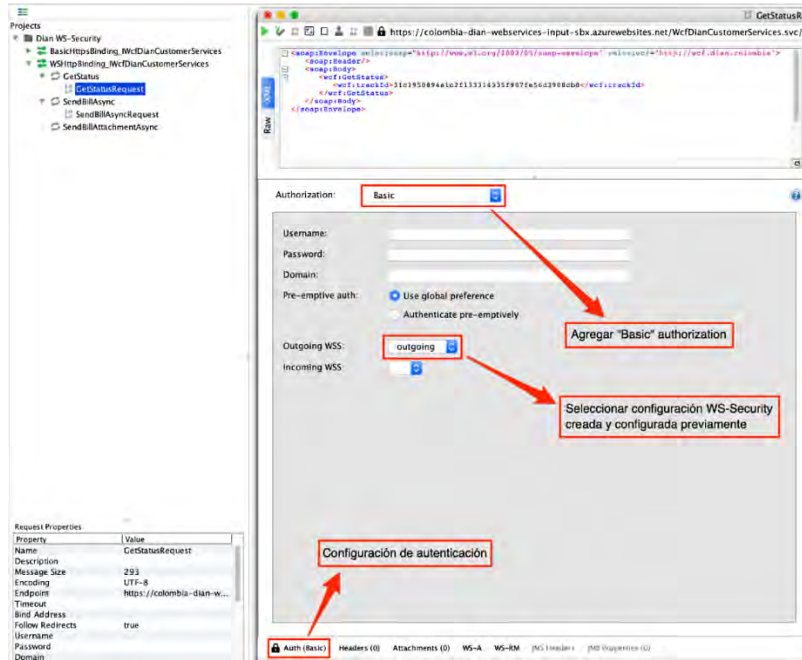 Projects
Dian WS-Security
BasicHttpsBinding_IWcfDianCustomerServices
WSHttpBinding_IWcfDianCustomerServices
GetStatus
GetStatusRequest
SendBillAsync
SendBillAsyncRequest
SendBillAttachmentAsync
Request Properties
Property Value
Name GetStatusRequest
Description
Message Size 293
Encoding UTF-8
Endpoint https://colombia-dian-w...
Timeout
Bind Address
Follow Redirects true
Username
Password
Domain
GetStatusR
https://colombia-dian-webservices-input-sbx.azurewebsites.net/WcfDianCustomerServices.svc/
XML
Raw
<soap:Envelope xmlns:soap="http://www.w3.org/2003/05/soap-envelope" xmlns:wcf="http://wcf.dian.colombia">
<soap:Header/>
<soap:Body>
<wcf:GetStatus>
<wcf:trackId></wcf:trackId>
</wcf:GetStatus>
</soap:Body>
</soap:Envelope>
Authorization: Basic
Username:
Password:
Domain:
Pre-emptive auth: Use global preference
Authenticate pre-emptively
Agregar "Basic" authorization
Outgoing WSS: outgoing
Incoming WSS
Seleccionar configuración WS-Security
creada y configurada previamente
Configuración de autenticación
Auth (Basic) Headers (0) Attachments (0) WS-A WS-RM JMS Headers JMS Properties (0)